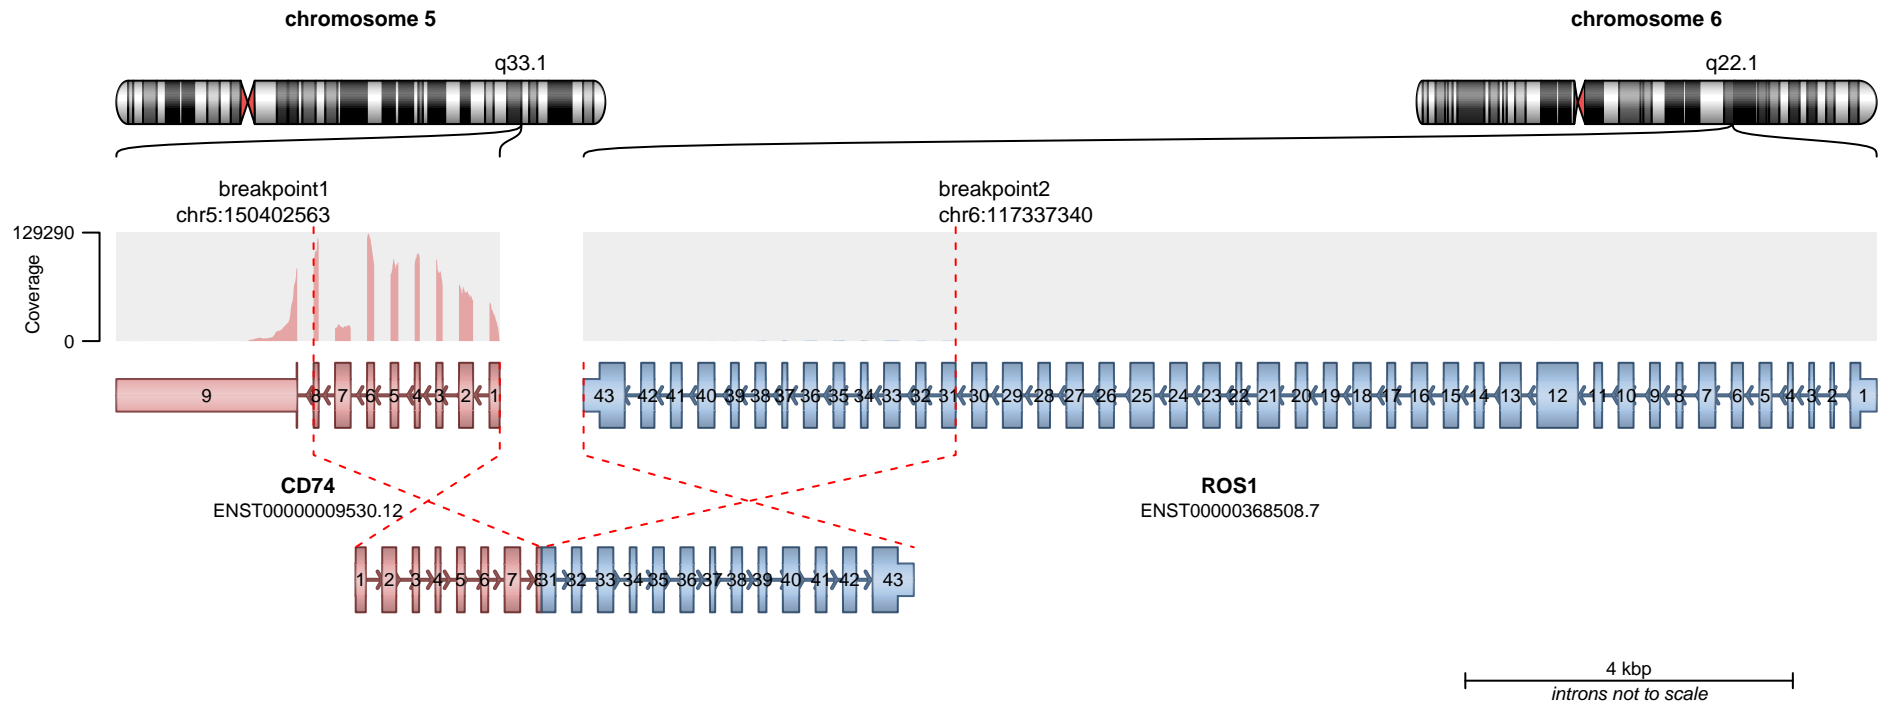 chromosome 5
chromosome 6
q33.1
q22.1
breakpoint1
chr5:150402563
breakpoint2
chr6:117337340
129290
Coverage
0
9 8 7 6 5 4 3 2 1
43 42 41 40 39 38 37 36 35 34 33 32 31 30 29 28 27 26 25 24 23 22 21 20 19 18 17 16 15 14 13 12 11 10 9 8 7 6 5 4 3 2 1
CD74
ENST00000009530.12
ROS1
ENST00000368508.7
1 2 3 4 5 6 7 8 31 32 33 34 35 36 37 38 39 40 41 42 43
4 kbp
introns not to scale